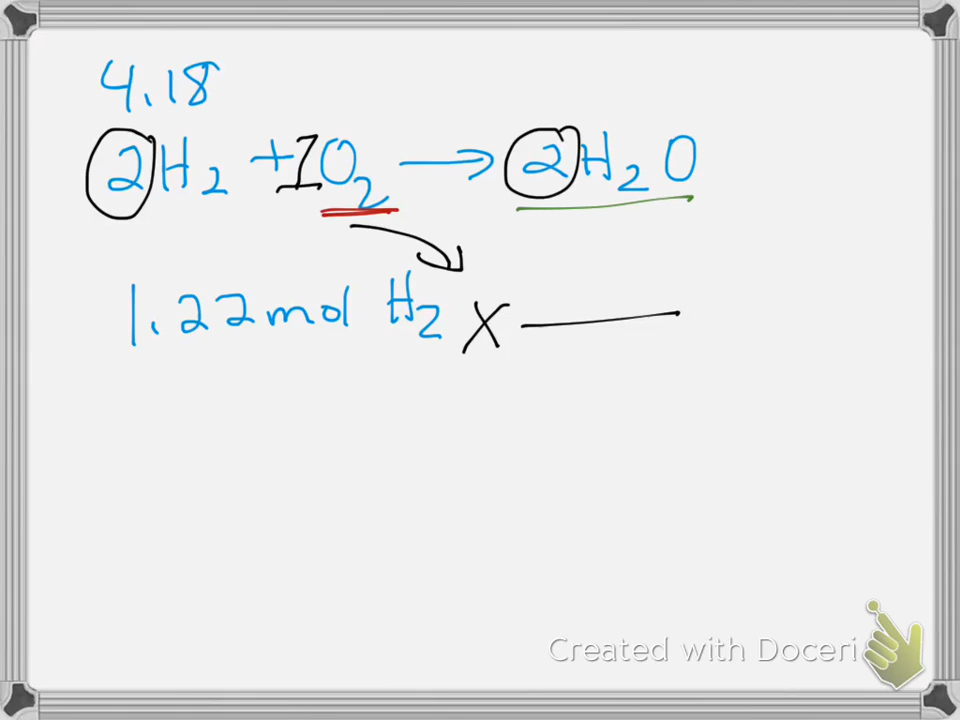 4.18
2H2 + 1O2 → 2H2O
1.22 mol H2 X
Created with Doceri